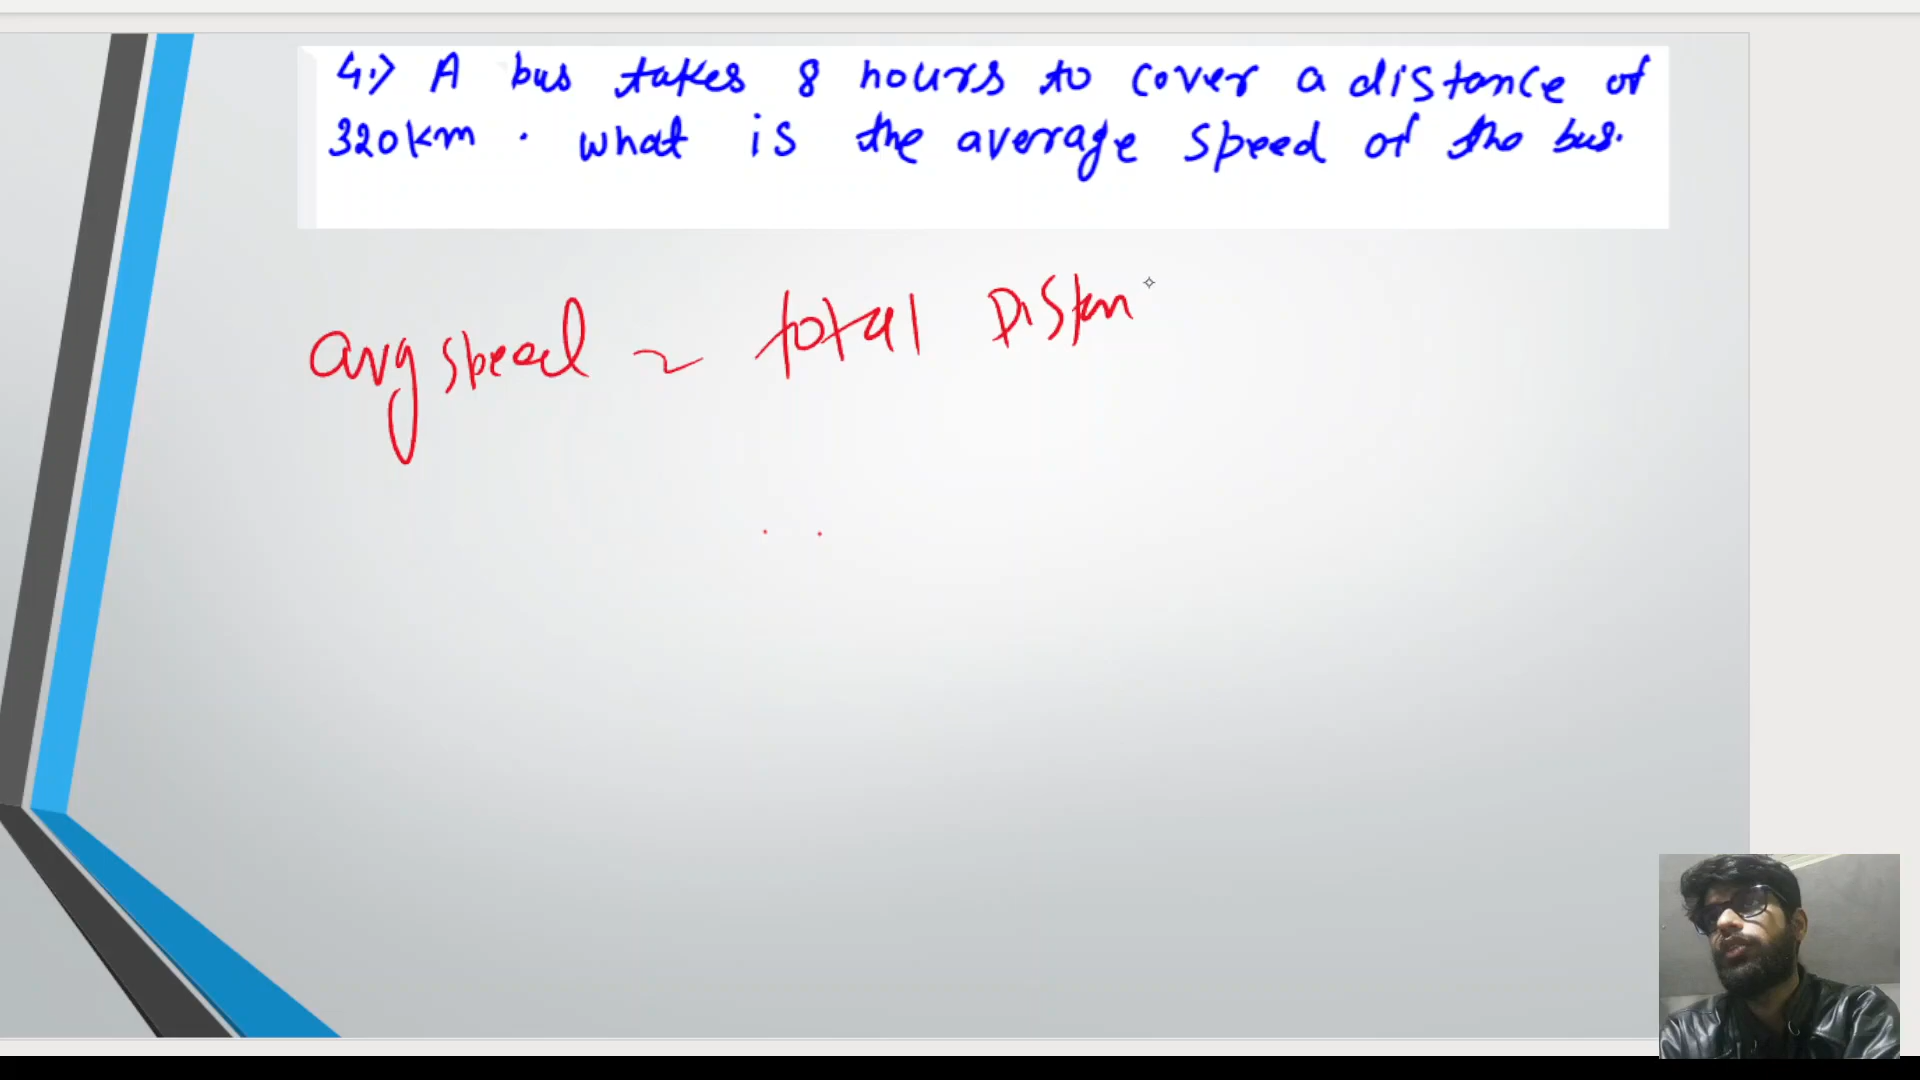 4.) A bus takes 8 hours to cover a distance of
320km. what is the average speed of the bus.
avg speed = total Distan